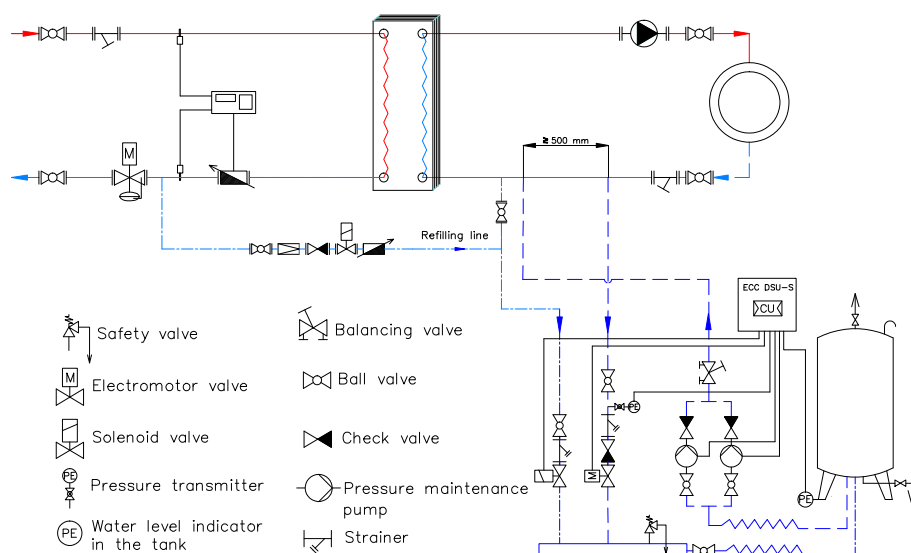 ≥ 500 mm
M
Refilling line
ECC DSU-S
CU
Safety valve
Balancing valve
M
Electromotor valve
Ball valve
PE
Solenoid valve
Check valve
PE
Pressure transmitter
M
PE
Pressure maintenance
pump
PE
Water level indicator
in the tank
Strainer